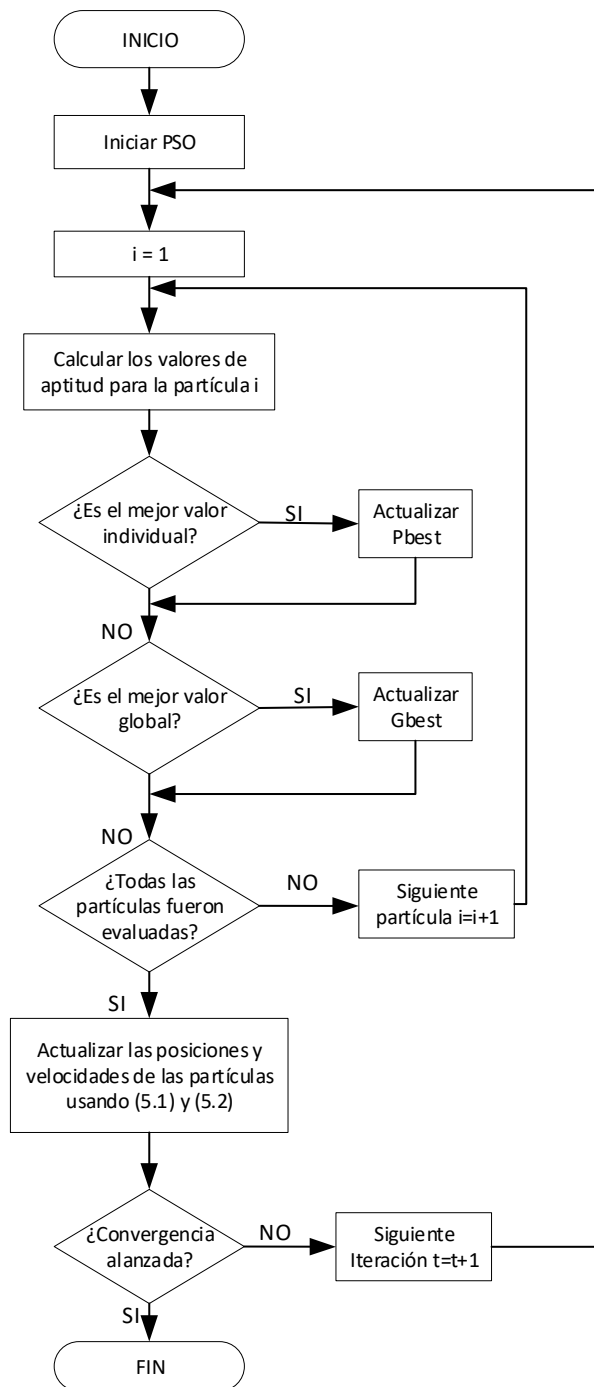 INICIO
Iniciar PSO
i = 1
Calcular los valores de
aptitud para la partícula i
¿Es el mejor valor
individual?
SI
Actualizar
Pbest
NO
¿Es el mejor valor
global?
SI
Actualizar
Gbest
NO
¿Todas las
partículas fueron
evaluadas?
NO
Siguiente
partícula i=i+1
SI
Actualizar las posiciones y
velocidades de las partículas
usando (5.1) y (5.2)
¿Convergencia
alanzada?
NO
Siguiente
Iteración t=t+1
SI
FIN